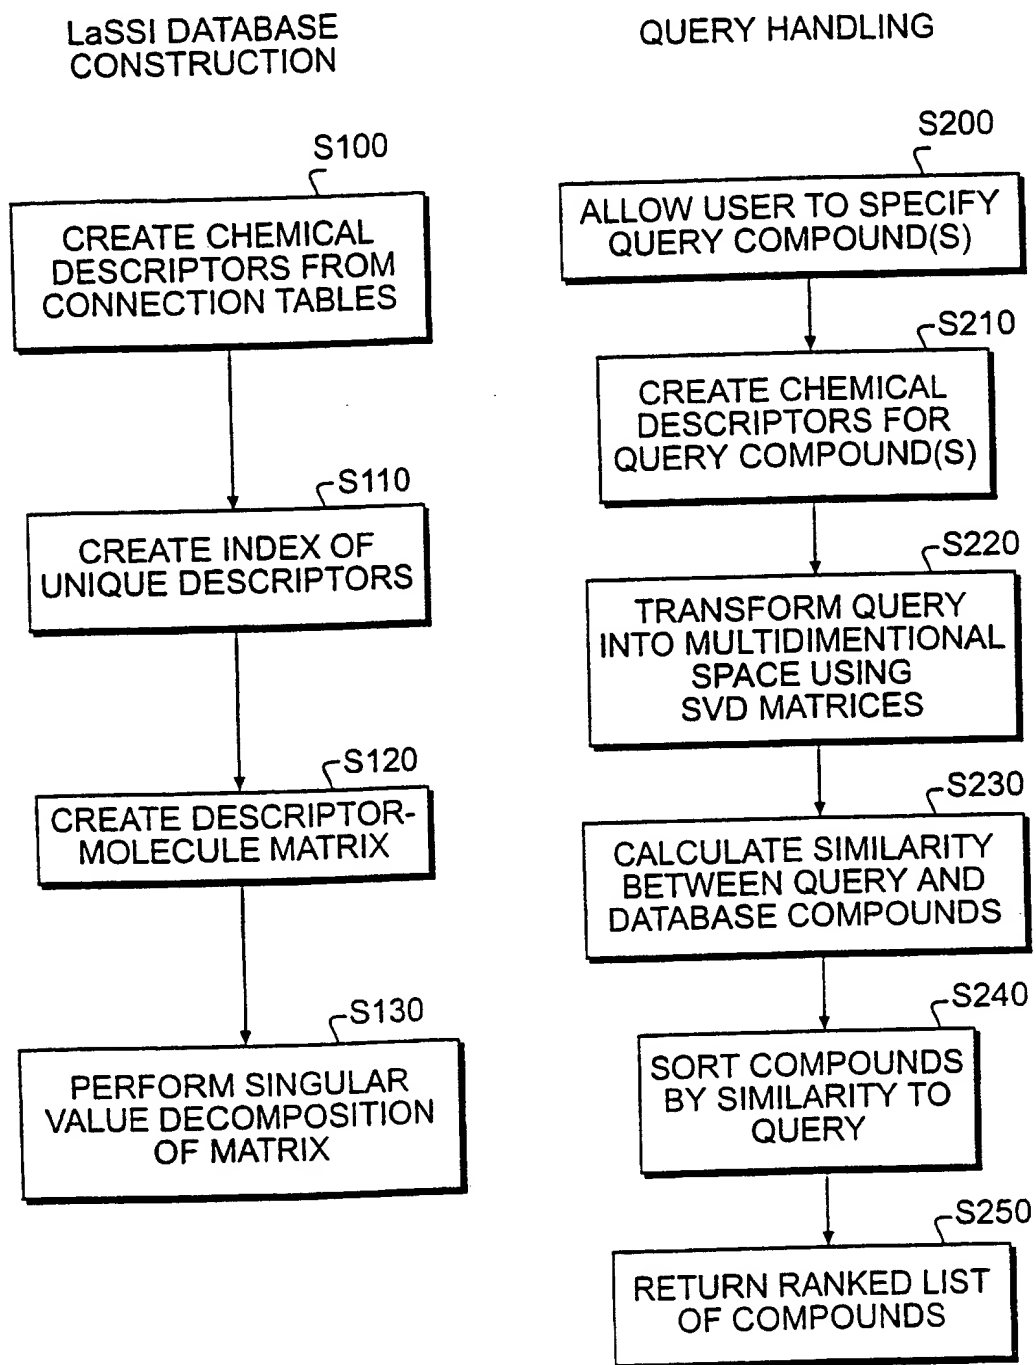 LaSSI DATABASE
CONSTRUCTION
S100
CREATE CHEMICAL
DESCRIPTORS FROM
CONNECTION TABLES
S110
CREATE INDEX OF
UNIQUE DESCRIPTORS
S120
CREATE DESCRIPTOR-
MOLECULE MATRIX
S130
PERFORM SINGULAR
VALUE DECOMPOSITION
OF MATRIX
QUERY HANDLING
S200
ALLOW USER TO SPECIFY
QUERY COMPOUND(S)
S210
CREATE CHEMICAL
DESCRIPTORS FOR
QUERY COMPOUND(S)
S220
TRANSFORM QUERY
INTO MULTIDIMENTIONAL
SPACE USING
SVD MATRICES
S230
CALCULATE SIMILARITY
BETWEEN QUERY AND
DATABASE COMPOUNDS
S240
SORT COMPOUNDS
BY SIMILARITY TO
QUERY
S250
RETURN RANKED LIST
OF COMPOUNDS